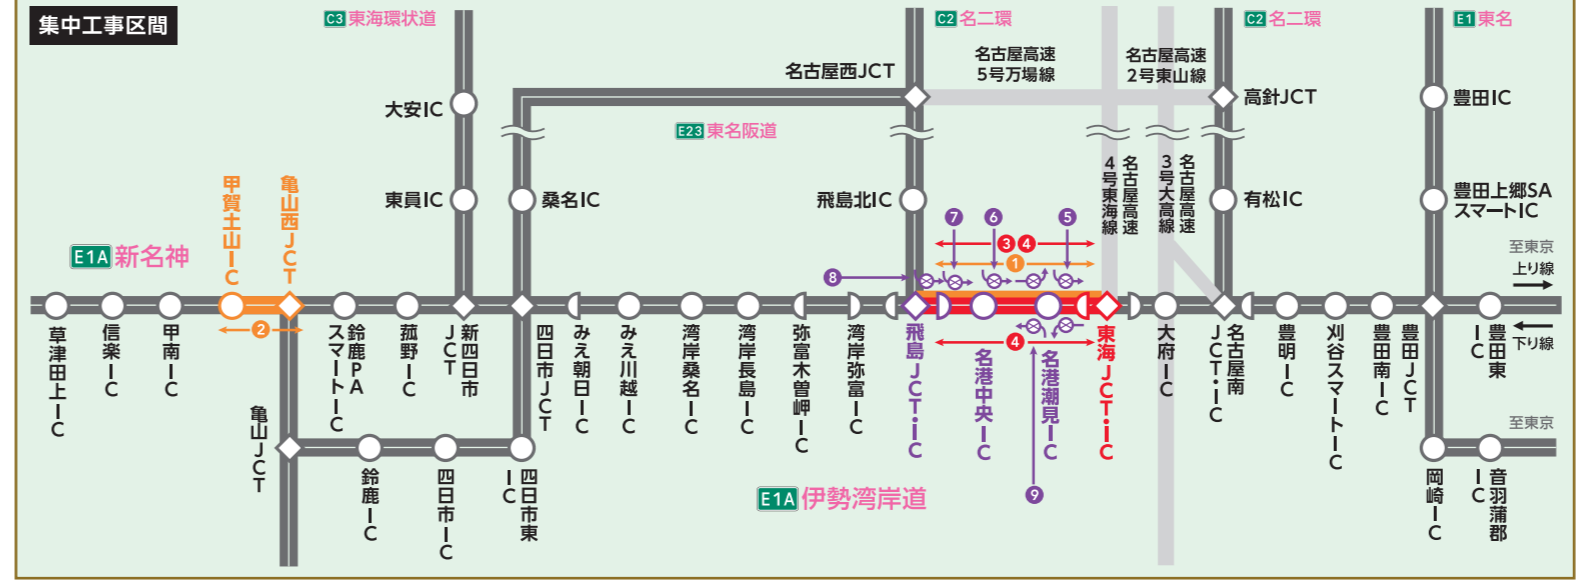 集中工事区間
C3 東海環状道
C2 名二環
C2 名二環
E1 東名
名古屋高速
5号万場線
名古屋高速
2号東山線
名古屋西JCT
高針JCT
豊田IC
大安IC
E23 東名阪道
東員IC
桑名IC
飛島北IC
名古屋高速
4号東海線
名古屋高速
3号大高線
有松IC
豊田上郷SA
スマートIC
甲賀土山IC
亀山西JCT
E1A 新名神
7
6
5
3 4
1
8
至東京
上り線
2
草津田上IC
信楽IC
甲南IC
鈴鹿PA
スマートIC
菰野IC
新四日市
JCT
四日市JCT
みえ朝日IC
みえ川越IC
湾岸桑名IC
湾岸長島IC
弥富木曽岬IC
湾岸弥富IC
飛島JCT・IC
4
名港中央IC
名港潮見IC
東海JCT・IC
大府IC
名古屋南
JCT・IC
豊明IC
刈谷スマートIC
豊田南IC
豊田JCT
豊田東
IC
下り線
亀山JCT
鈴鹿IC
四日市IC
四日市東
IC
9
E1A 伊勢湾岸道
至東京
岡崎IC
音羽蒲郡
IC